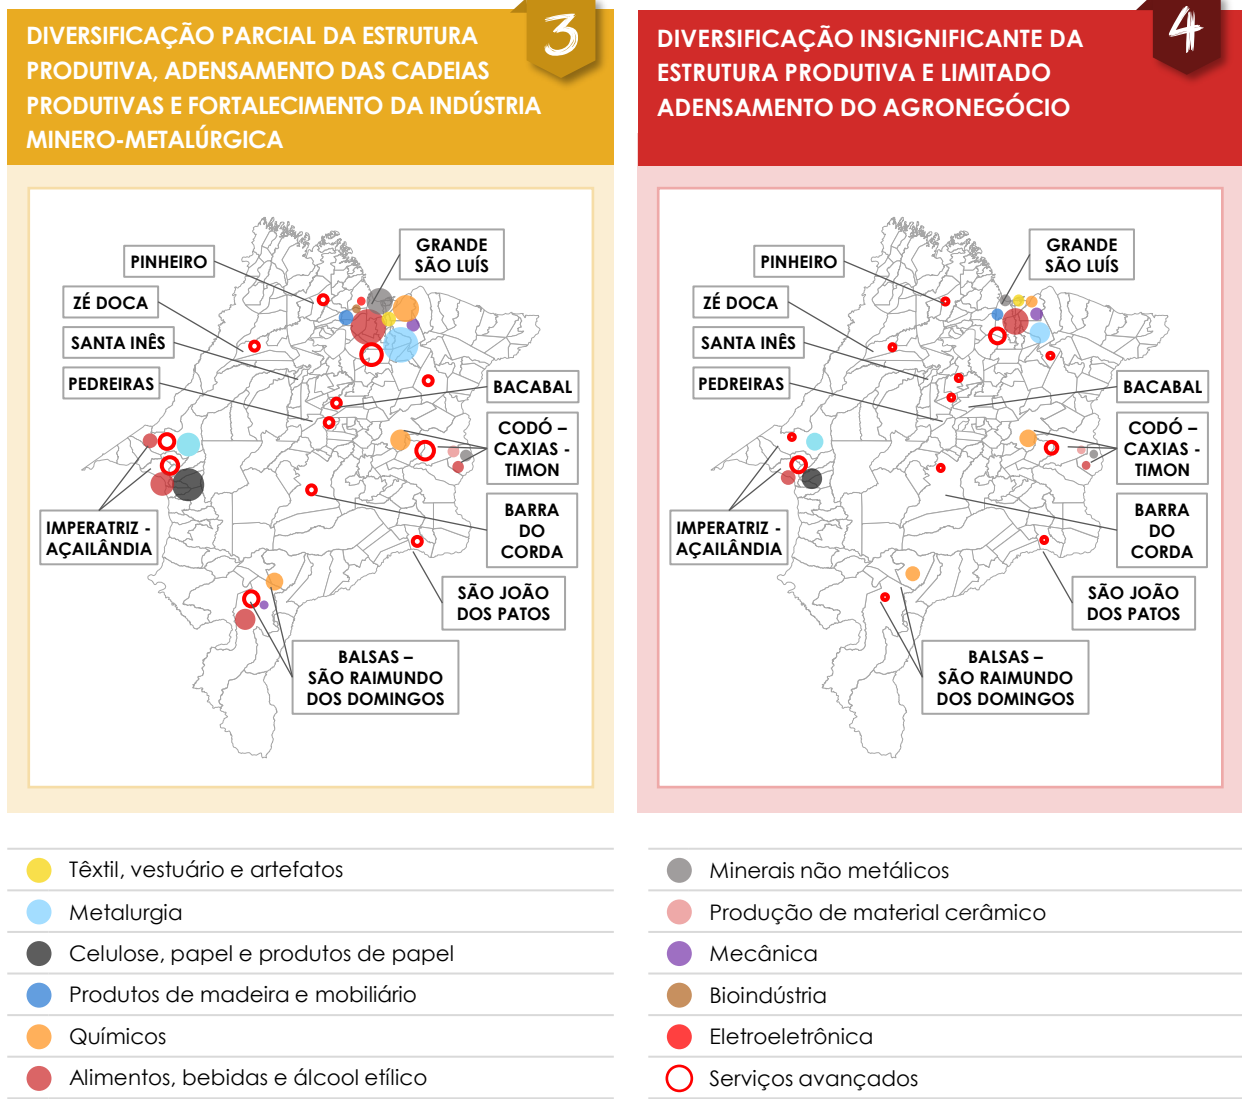 DIVERSIFICAÇÃO PARCIAL DA ESTRUTURA
PRODUTIVA, ADENSAMENTO DAS CADEIAS
PRODUTIVAS E FORTALECIMENTO DA INDÚSTRIA
MINERO-METALÚRGICA
3
GRANDE
SÃO LUÍS
PINHEIRO
ZÉ DOCA
SANTA INÊS
PEDREIRAS
BACABAL
CODÓ –
CAXIAS -
TIMON
IMPERATRIZ -
AÇAILÂNDIA
BARRA
DO
CORDA
SÃO JOÃO
DOS PATOS
BALSAS –
SÃO RAIMUNDO
DOS DOMINGOS
DIVERSIFICAÇÃO INSIGNIFICANTE DA
ESTRUTURA PRODUTIVA E LIMITADO
ADENSAMENTO DO AGRONEGÓCIO
4
GRANDE
SÃO LUÍS
PINHEIRO
ZÉ DOCA
SANTA INÊS
PEDREIRAS
BACABAL
CODÓ –
CAXIAS -
TIMON
IMPERATRIZ -
AÇAILÂNDIA
BARRA
DO
CORDA
SÃO JOÃO
DOS PATOS
BALSAS –
SÃO RAIMUNDO
DOS DOMINGOS
Têxtil, vestuário e artefatos
Metalurgia
Celulose, papel e produtos de papel
Produtos de madeira e mobiliário
Químicos
Alimentos, bebidas e álcool etílico
Minerais não metálicos
Produção de material cerâmico
Mecânica
Bioindústria
Eletroeletrônica
Serviços avançados